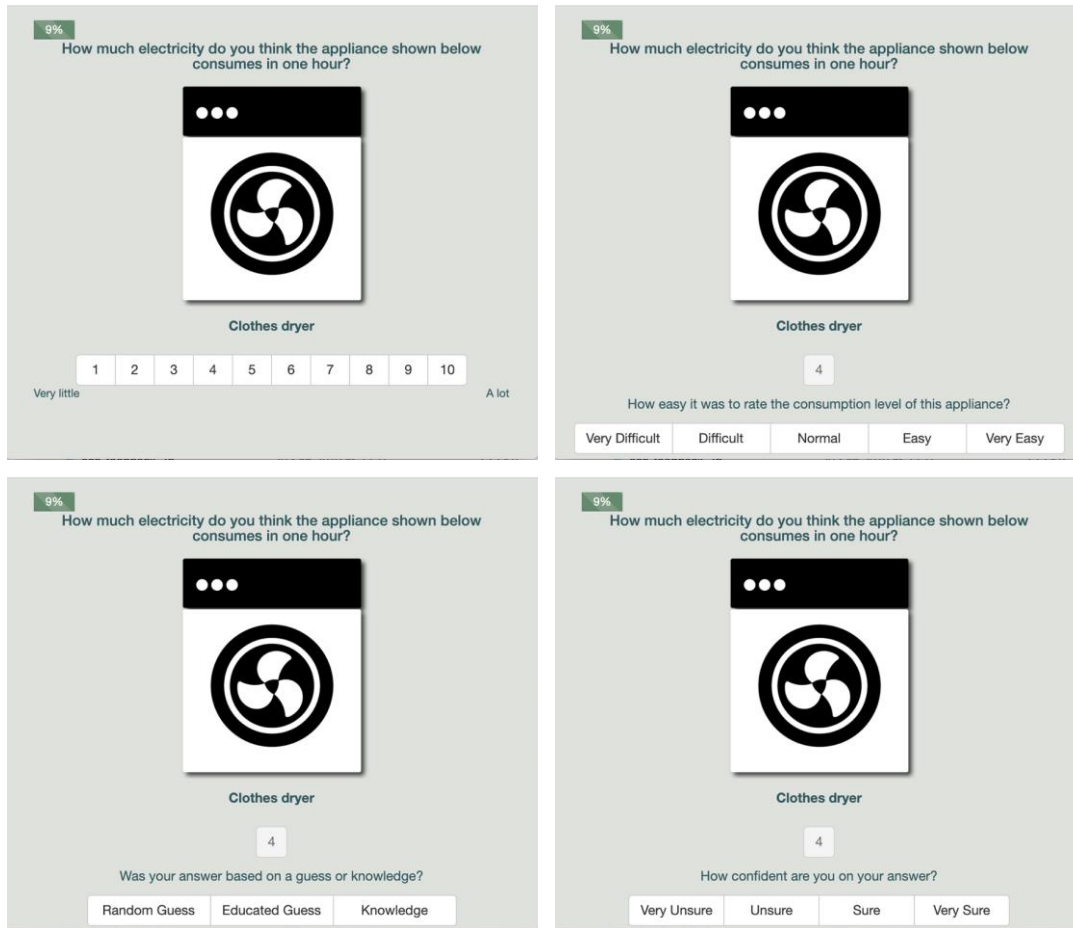 9%
How much electricity do you think the appliance shown below
consumes in one hour?
Clothes dryer
1 2 3 4 5 6 7 8 9 10
Very little A lot
9%
How much electricity do you think the appliance shown below
consumes in one hour?
Clothes dryer
4
How easy it was to rate the consumption level of this appliance?
Very Difficult Difficult Normal Easy Very Easy
9%
How much electricity do you think the appliance shown below
consumes in one hour?
Clothes dryer
4
Was your answer based on a guess or knowledge?
Random Guess Educated Guess Knowledge
9%
How much electricity do you think the appliance shown below
consumes in one hour?
Clothes dryer
4
How confident are you on your answer?
Very Unsure Unsure Sure Very Sure